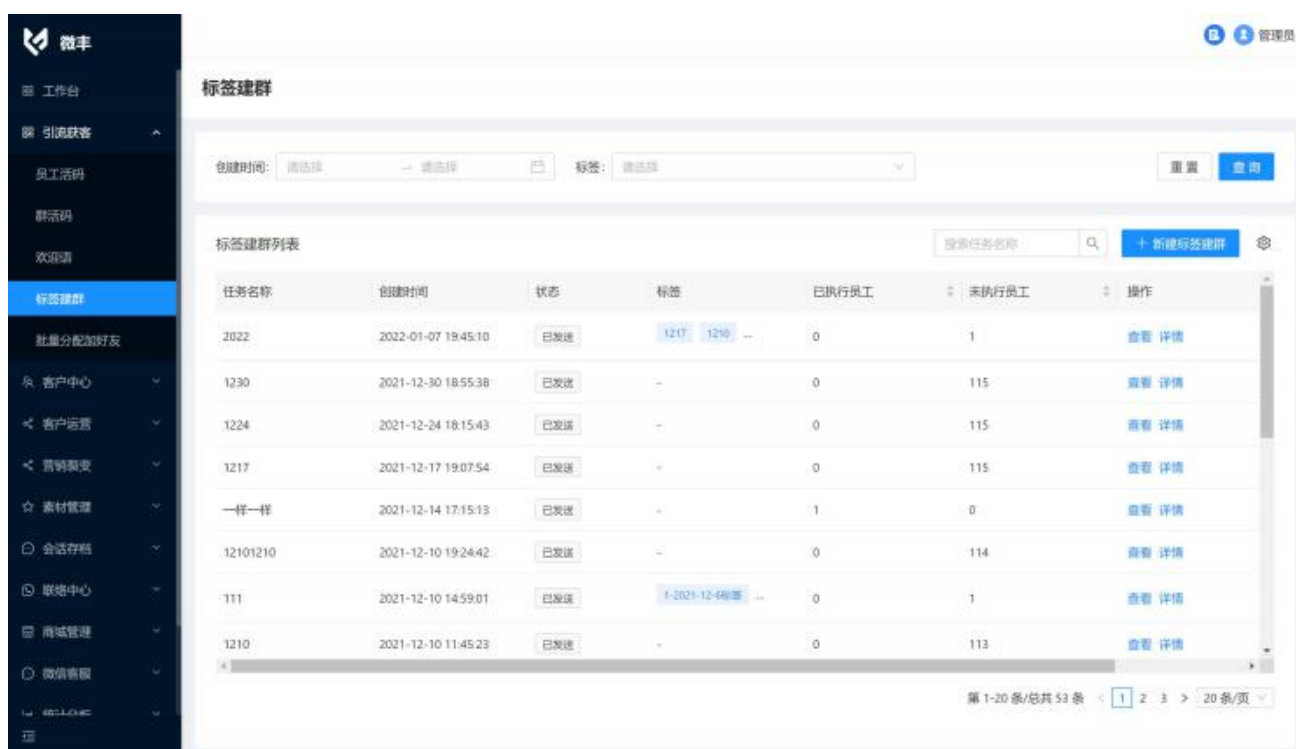 微丰
管理员
工作台
引流获客
员工活码
群活码
欢迎语
标签建群
批量分配加好友
客户中心
客户运营
营销裂变
素材管理
会话存档
联络中心
商城管理
微信客服
统计分析
标签建群
创建时间: 请选择 → 请选择 标签: 请选择 重置 查询
标签建群列表 搜索任务名称 + 新建标签建群
任务名称 创建时间 状态 标签 已执行员工 未执行员工 操作
2022 2022-01-07 19:45:10 已发送 1217 1210 ... 0 1 查看 详情
1230 2021-12-30 18:55:38 已发送 - 0 115 查看 详情
1224 2021-12-24 18:15:43 已发送 - 0 115 查看 详情
1217 2021-12-17 19:07:54 已发送 - 0 115 查看 详情
一样一样 2021-12-14 17:15:13 已发送 - 1 0 查看 详情
12101210 2021-12-10 19:24:42 已发送 - 0 114 查看 详情
111 2021-12-10 14:59:01 已发送 1-2021-12-6标签 ... 0 1 查看 详情
1210 2021-12-10 11:45:23 已发送 - 0 113 查看 详情
第 1-20 条/总共 53 条 < 1 2 3 > 20 条/页